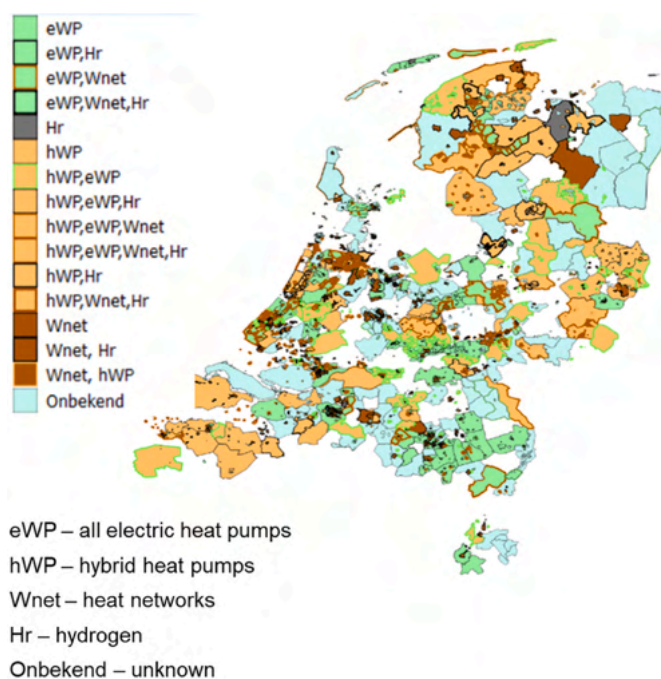 eWP
eWP,Hr
eWP,Wnet
eWP,Wnet,Hr
Hr
hWP
hWP,eWP
hWP,eWP,Hr
hWP,eWP,Wnet
hWP,eWP,Wnet,Hr
hWP,Hr
hWP,Wnet,Hr
Wnet
Wnet, Hr
Wnet, hWP
Onbekend
eWP – all electric heat pumps
hWP – hybrid heat pumps
Wnet – heat networks
Hr – hydrogen
Onbekend – unknown